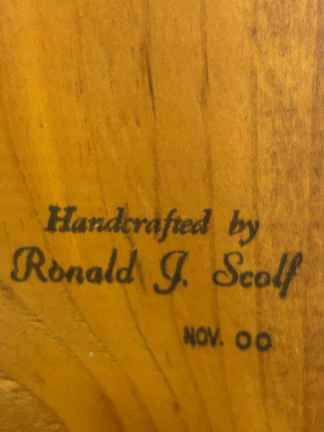 Handcrafted by
Ronald J. Scolf
NOV. 00